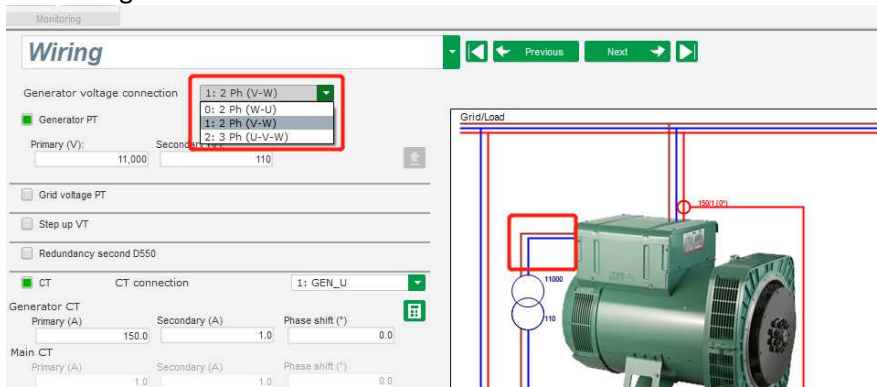 Monitoring
Wiring
Previous Next
Generator voltage connection 1: 2 Ph (V-W)
0: 2 Ph (W-U)
1: 2 Ph (V-W)
2: 3 Ph (U-V-W)
Generator PT
Primary (V):
11,000 110
Grid voltage PT
Step up VT
Redundancy second D550
CT CT connection 1: GEN_U
Generator CT
Primary (A) Secondary (A) Phase shift (°)
150.0 1.0 0.0
Main CT
Primary (A) Secondary (A) Phase shift (°)
1.0 1.0 0.0
Grid/Load
150/1 (0°)
11000
110